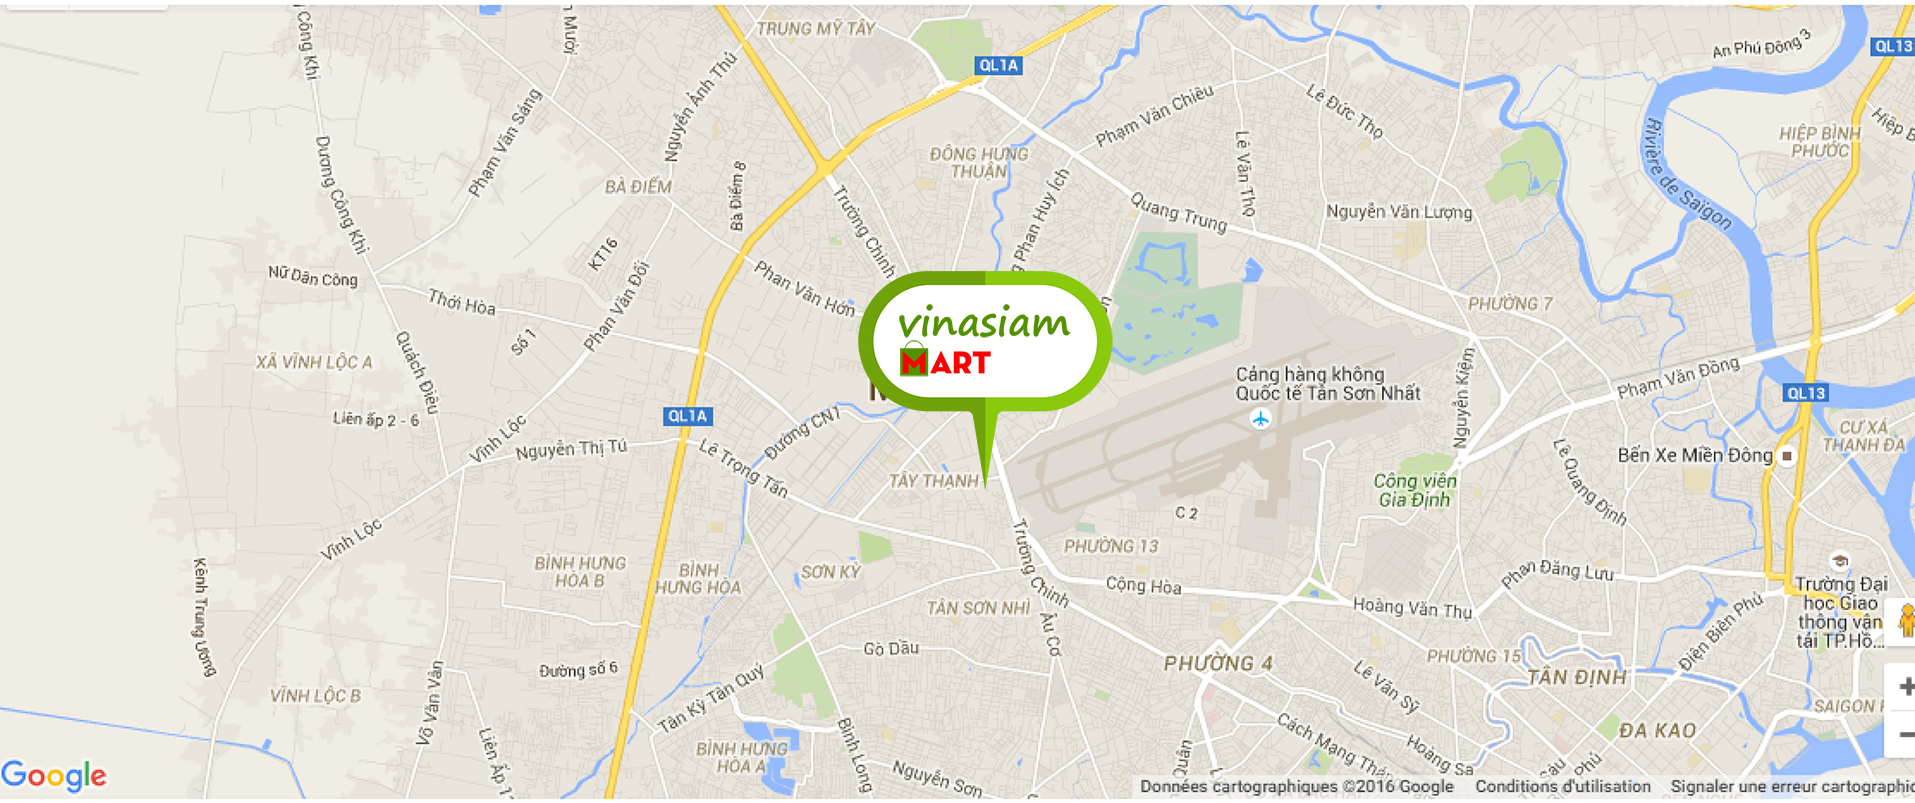 Dương Công Khi
TRUNG MỸ TÂY
QL1A
An Phú Đông 3
QL13
Phạm Văn Sáng
Nguyễn Ảnh Thủ
Phạm Văn Chiêu
Lê Đức Thọ
HIỆP BÌNH
PHƯỚC
Rivière de Saïgon
Dương Công Khi
Bà Điểm 8
BÀ ĐIỂM
ĐÔNG HƯNG
THUẬN
Lê Văn Thọ
Trường Chinh
Phan Huy Ích
Quang Trung
Nguyễn Văn Lượng
KT16
Nữ Dân Công
Thới Hòa
Phan Văn Đối
Phan Văn Hớn
PHƯỜNG 7
vinasiam
MART
Số 1
XÃ VĨNH LỘC A
Quách Điêu
Cảng hàng không
Quốc tế Tân Sơn Nhất
Nguyễn Kiệm
Phạm Văn Đồng
QL13
Liên ấp 2 - 6
QL1A
Đường CN1
CƯ XÁ
THANH ĐA
Vĩnh Lộc
Nguyễn Thị Tú
Lê Trọng Tấn
TÂY THẠNH
Công viên
Gia Định
Lê Quang Định
Bến Xe Miền Đông
C 2
Vĩnh Lộc
Trường Chinh
PHƯỜNG 13
Kênh Trung Ương
BÌNH HƯNG
HÒA B
BÌNH
HƯNG HÒA
SƠN KỲ
Cộng Hòa
Phan Đăng Lưu
Trường Đại
học Giao
thông vận
tải TP.Hồ...
TÂN SƠN NHÌ
Âu Cơ
Hoàng Văn Thụ
Điện Biên Phủ
Gò Dầu
Đường số 6
PHƯỜNG 4
PHƯỜNG 15
Lê Văn Sỹ
TÂN ĐỊNH
VĨNH LỘC B
Võ Văn Vân
Tân Kỳ Tân Quý
ĐA KAO
Liên Ấp
BÌNH HƯNG
HÒA A
Bình Long
Nguyễn Sơn
Cách Mạng
Hoàng Sa
Google
Données cartographiques ©2016 Google
Conditions d'utilisation
Signaler une erreur